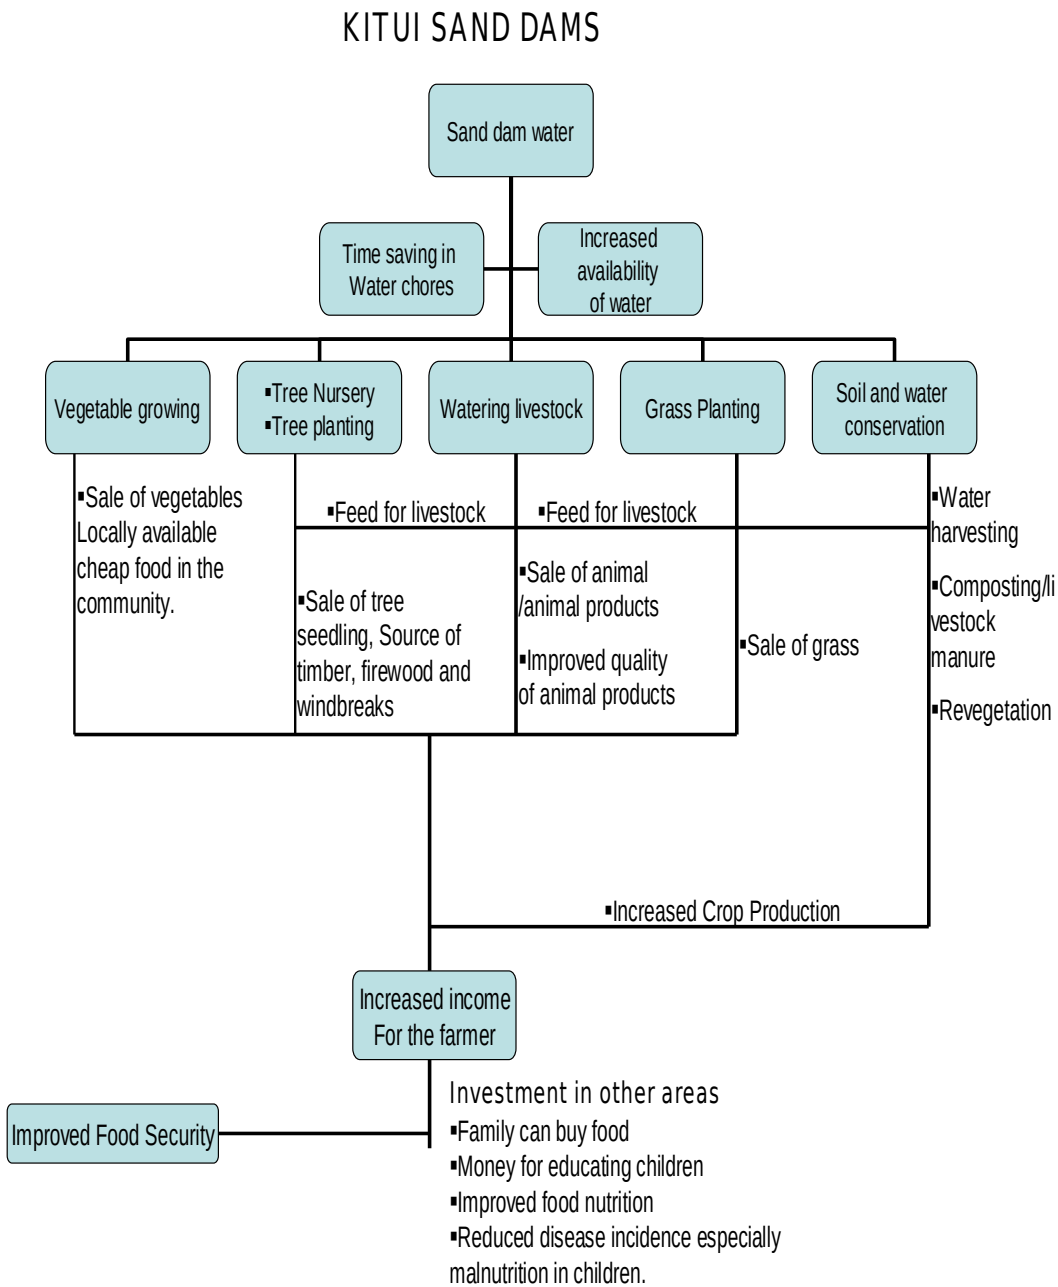 KITUI SAND DAMS
Sand dam water
Time saving in
Water chores
Increased
availability
of water
Vegetable growing
▪Tree Nursery
▪Tree planting
Watering livestock
Grass Planting
Soil and water
conservation
▪Sale of vegetables
Locally available
cheap food in the
community.
▪Feed for livestock
▪Sale of tree
seedling, Source of
timber, firewood and
windbreaks
▪Feed for livestock
▪Sale of animal
/animal products
▪Improved quality
of animal products
▪Sale of grass
▪Water
harvesting
▪Composting/li
vestock
manure
▪Revegetation
▪Increased Crop Production
Increased income
For the farmer
Improved Food Security
Investment in other areas
▪Family can buy food
▪Money for educating children
▪Improved food nutrition
▪Reduced disease incidence especially
malnutrition in children.